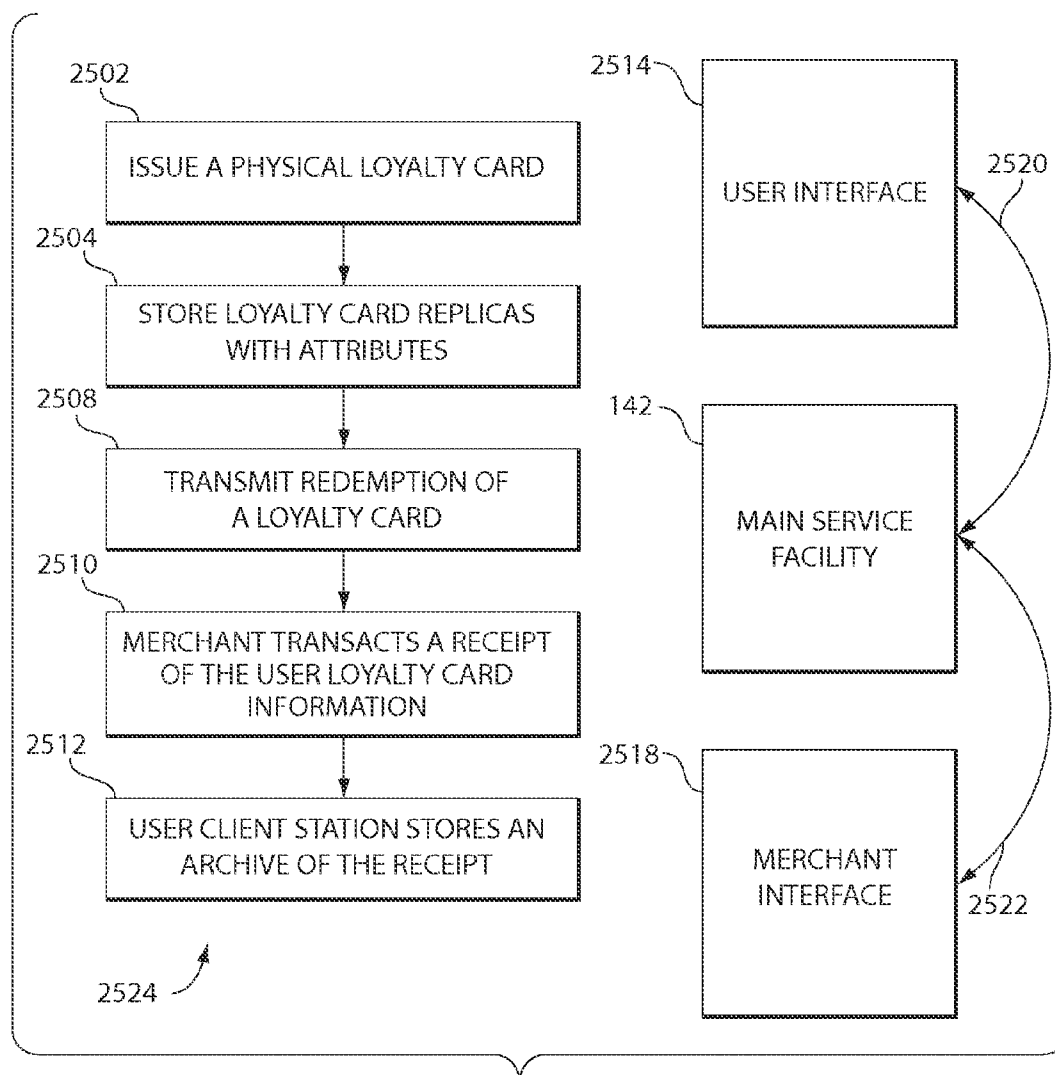 2502
ISSUE A PHYSICAL LOYALTY CARD
2504
STORE LOYALTY CARD REPLICAS
WITH ATTRIBUTES
2508
TRANSMIT REDEMPTION OF
A LOYALTY CARD
2510
MERCHANT TRANSACTS A RECEIPT
OF THE USER LOYALTY CARD
INFORMATION
2512
USER CLIENT STATION STORES AN
ARCHIVE OF THE RECEIPT
2524
2514
USER INTERFACE
2520
142
MAIN SERVICE
FACILITY
2518
MERCHANT
INTERFACE
2522